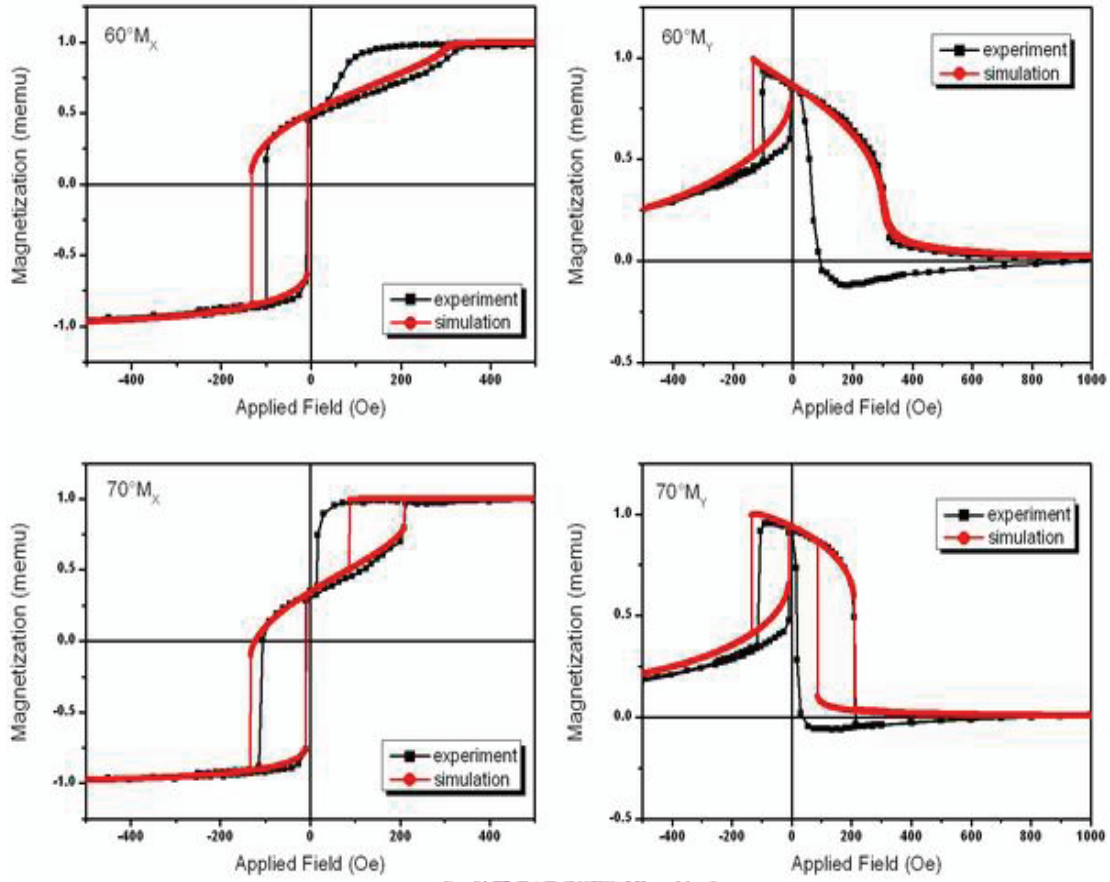 60°M_X
1.0
0.5
0.0
-0.5
-1.0
Magnetization (memu)
experiment
simulation
-400 -200 0 200 400
Applied Field (Oe)
60°M_Y
experiment
simulation
1.0
0.5
0.0
-0.5
Magnetization (memu)
-400 -200 0 200 400 600 800 1000
Applied Field (Oe)
70°M_X
1.0
0.5
0.0
-0.5
-1.0
Magnetization (memu)
experiment
simulation
-400 -200 0 200 400
Applied Field (Oe)
70°M_Y
experiment
simulation
1.0
0.5
0.0
-0.5
Magnetization (memu)
-400 -200 0 200 400 600 800 1000
Applied Field (Oe)